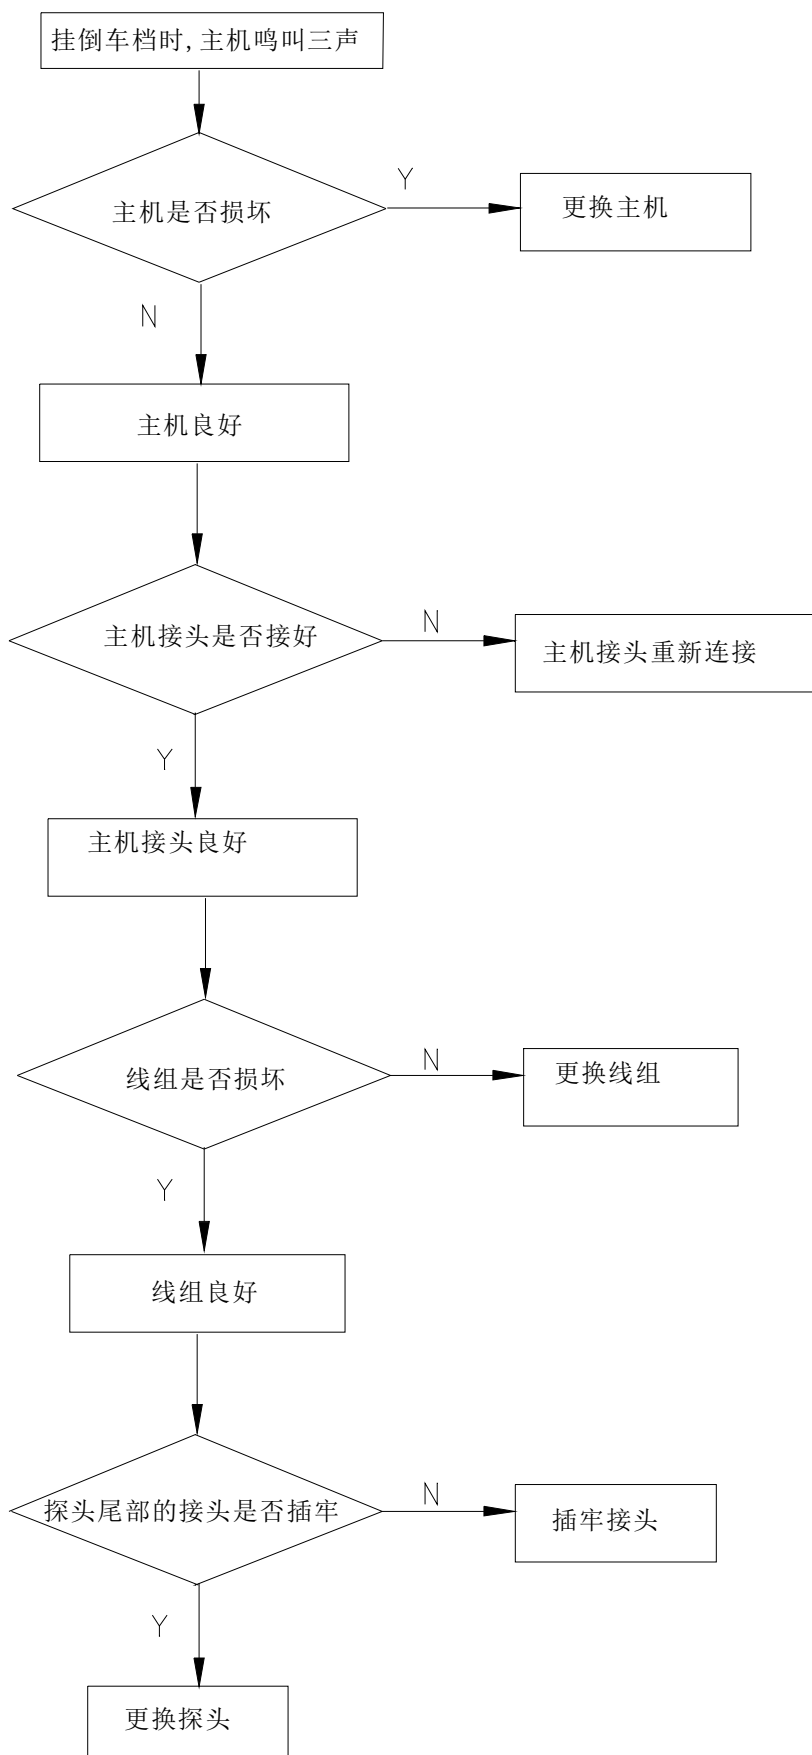 挂倒车档时,主机鸣叫三声
主机是否损坏
Y
更换主机
N
主机良好
主机接头是否接好
N
主机接头重新连接
Y
主机接头良好
线组是否损坏
N
更换线组
Y
线组良好
探头尾部的接头是否插牢
N
插牢接头
Y
更换探头